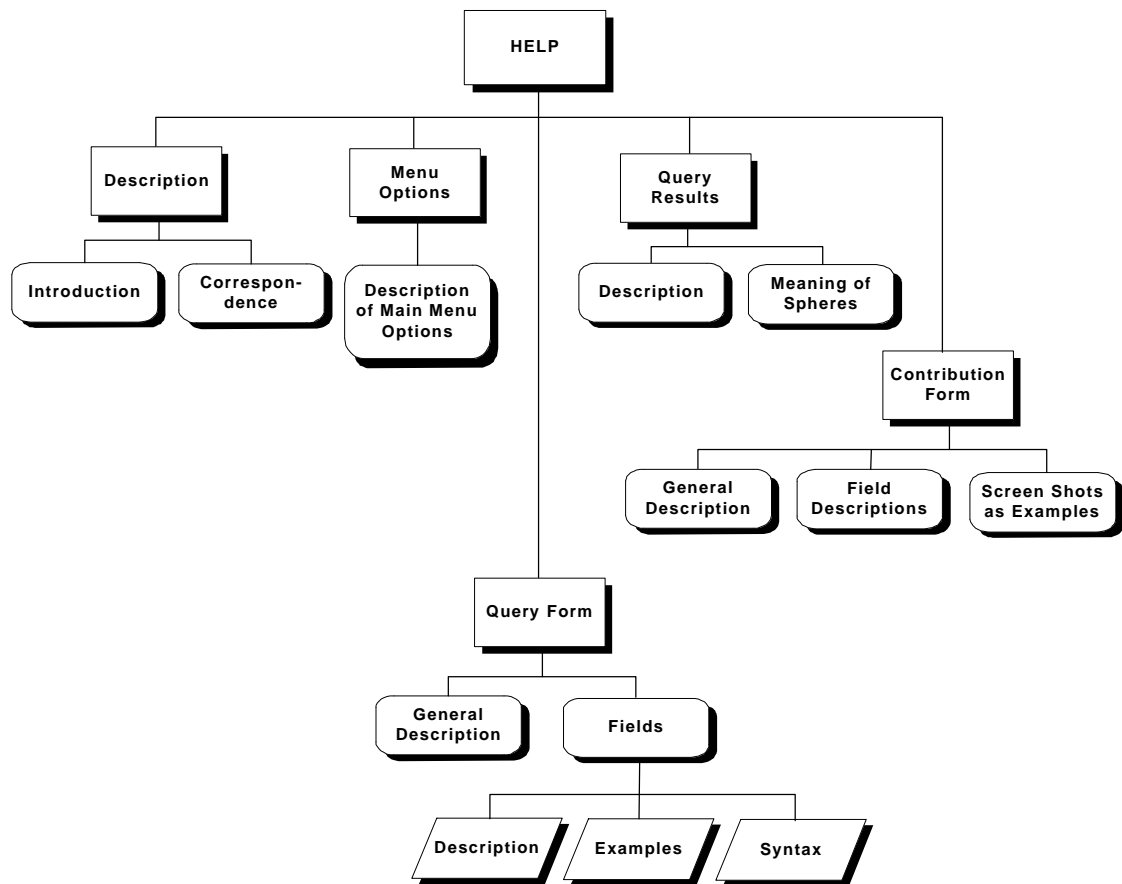 HELP
Description
Menu
Options
Query
Results
Introduction
Correspon-
dence
Description
of Main Menu
Options
Description
Meaning of
Spheres
Contribution
Form
General
Description
Field
Descriptions
Screen Shots
as Examples
Query Form
General
Description
Fields
Description
Examples
Syntax